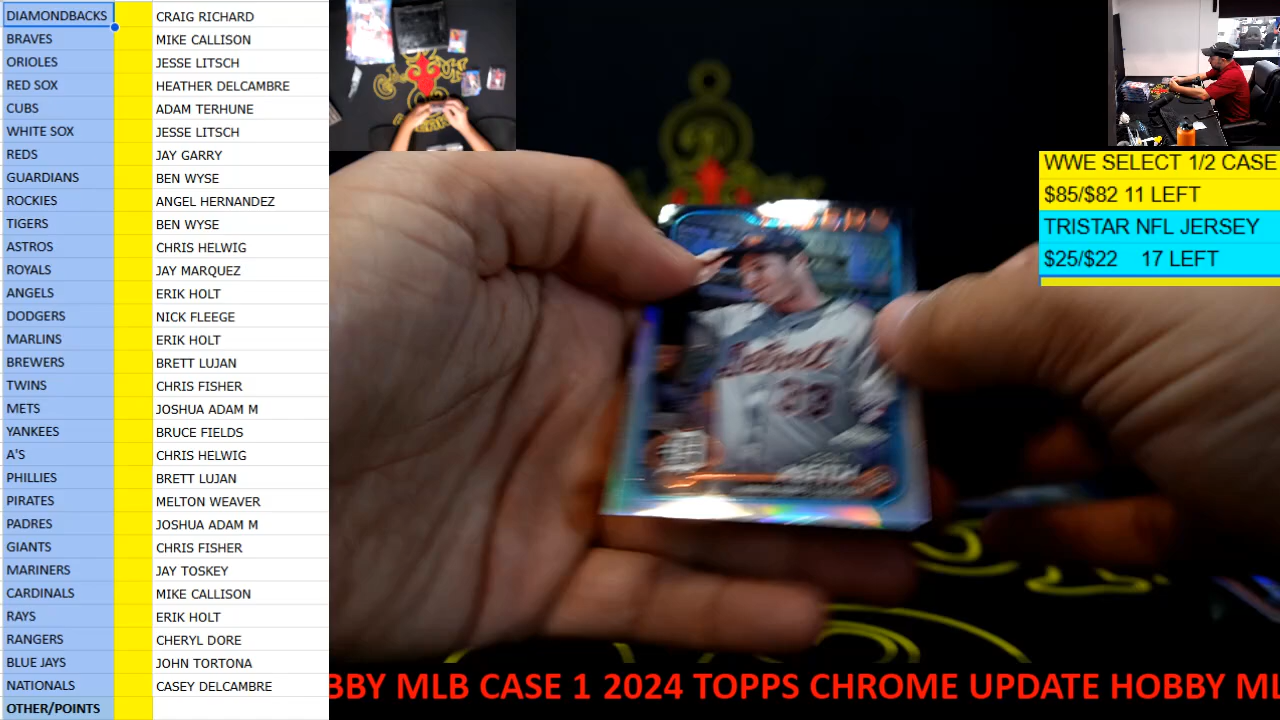 DIAMONDBACKS CRAIG RICHARD
BRAVES MIKE CALLISON
ORIOLES JESSE LITSCH
RED SOX HEATHER DELCAMBRE
CUBS ADAM TERHUNE
WHITE SOX JESSE LITSCH
REDS JAY GARRY
GUARDIANS BEN WYSE
ROCKIES ANGEL HERNANDEZ
TIGERS BEN WYSE
ASTROS CHRIS HELWIG
ROYALS JAY MARQUEZ
ANGELS ERIK HOLT
DODGERS NICK FLEEGE
MARLINS ERIK HOLT
BREWERS BRETT LUJAN
TWINS CHRIS FISHER
METS JOSHUA ADAM M
YANKEES BRUCE FIELDS
A'S CHRIS HELWIG
PHILLIES BRETT LUJAN
PIRATES MELTON WEAVER
PADRES JOSHUA ADAM M
GIANTS CHRIS FISHER
MARINERS JAY TOSKEY
CARDINALS MIKE CALLISON
RAYS ERIK HOLT
RANGERS CHERYL DORE
BLUE JAYS JOHN TORTONA
NATIONALS CASEY DELCAMBRE
OTHER/POINTS
WWE SELECT 1/2 CASE
$85/$82 11 LEFT
TRISTAR NFL JERSEY
$25/$22 17 LEFT
Detroit
33
BBY MLB CASE 1 2024 TOPPS CHROME UPDATE HOBBY ML